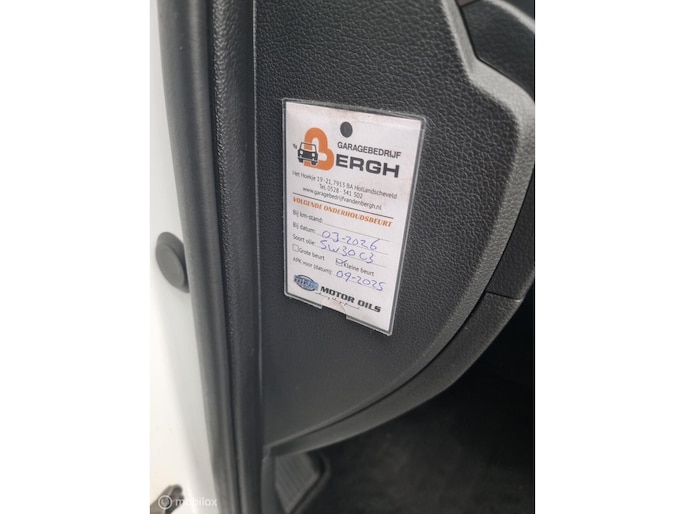 GARAGEBEDRIJF
BERGH
Het Hoekje 19 -21, 7913 BA Hollandscheveld
Tel. 0528 - 341 502
www.garagebedrijfvandenbergh.nl
VOLGENDE ONDERHOUDSBEURT
Bij km-stand:
Bij datum: 03-2026
Soort olie: 5W30 C3
Grote beurt Kleine beurt
APK voor (datum): 09-2025
MOTOR OILS
mobilox